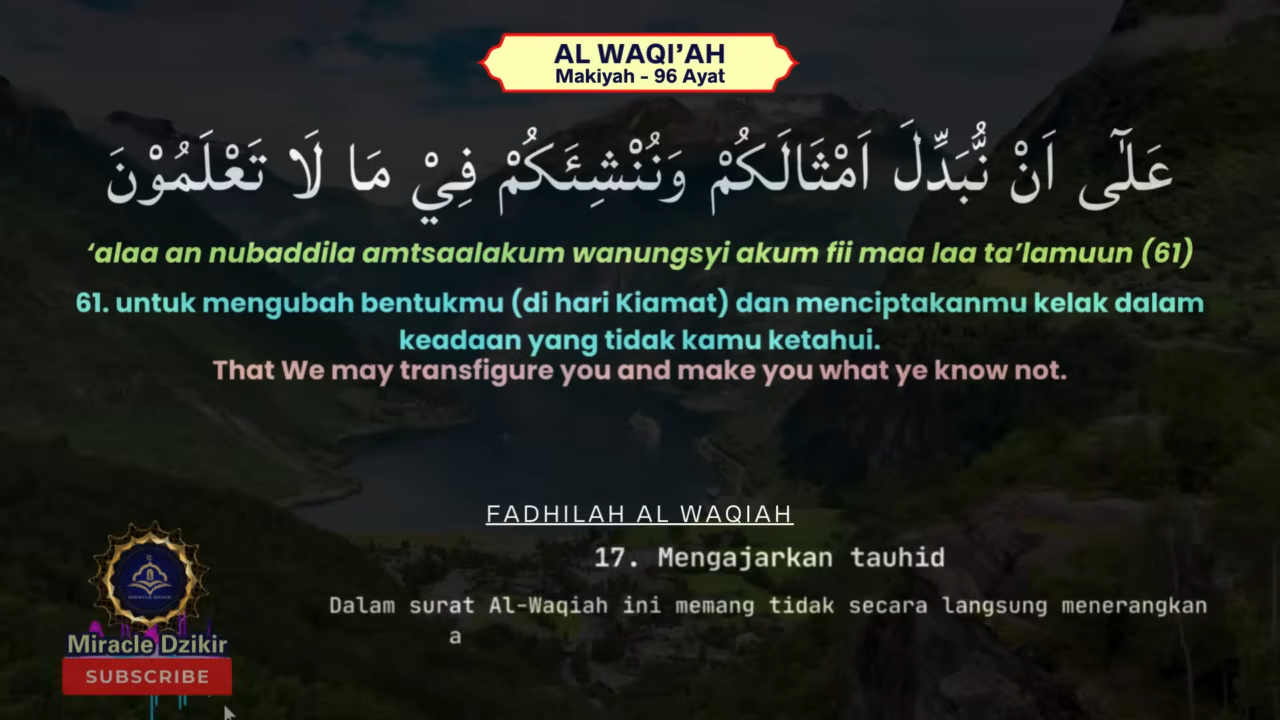 AL WAQI’AH
Makiyah - 96 Ayat
عَلٰٓى اَنْ نُّبَدِّلَ اَمْثَالَكُمْ وَنُنْشِئَكُمْ فِيْ مَا لَا تَعْلَمُوْنَ
‘alaa an nubaddila amtsaalakum wanungsyi akum fii maa laa ta’lamuun (61)
61. untuk mengubah bentukmu (di hari Kiamat) dan menciptakanmu kelak dalam
keadaan yang tidak kamu ketahui.
That We may transfigure you and make you what ye know not.
FADHILAH AL WAQIAH
17. Mengajarkan tauhid
Dalam surat Al-Waqiah ini memang tidak secara langsung menerangkan
a
MIRACLE DZIKIR
Miracle Dzikir
SUBSCRIBE